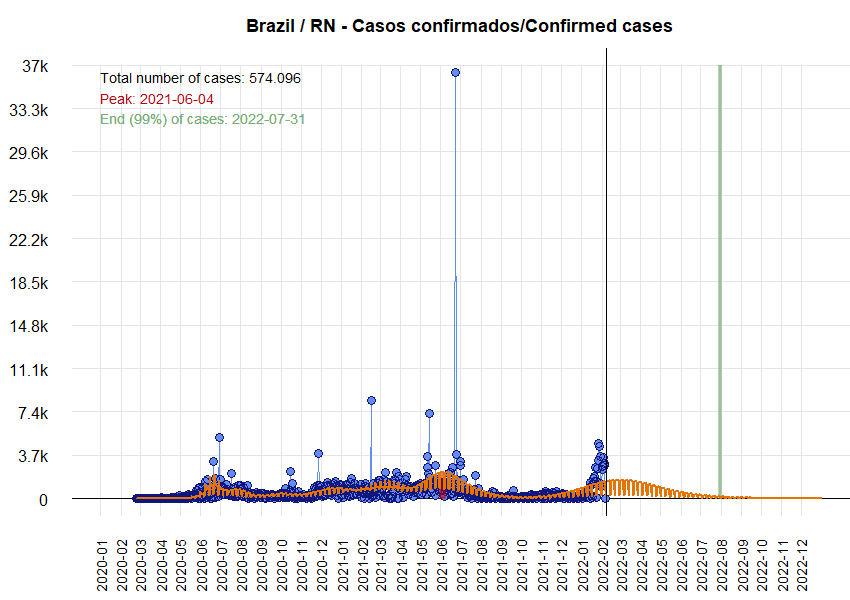 Brazil / RN - Casos confirmados/Confirmed cases
Total number of cases: 574.096
Peak: 2021-06-04
End (99%) of cases: 2022-07-31
37k
33.3k
29.6k
25.9k
22.2k
18.5k
14.8k
11.1k
7.4k
3.7k
0
2020-01
2020-02
2020-03
2020-04
2020-05
2020-06
2020-07
2020-08
2020-09
2020-10
2020-11
2020-12
2021-01
2021-02
2021-03
2021-04
2021-05
2021-06
2021-07
2021-08
2021-09
2021-10
2021-11
2021-12
2022-01
2022-02
2022-03
2022-04
2022-05
2022-06
2022-07
2022-08
2022-09
2022-10
2022-11
2022-12